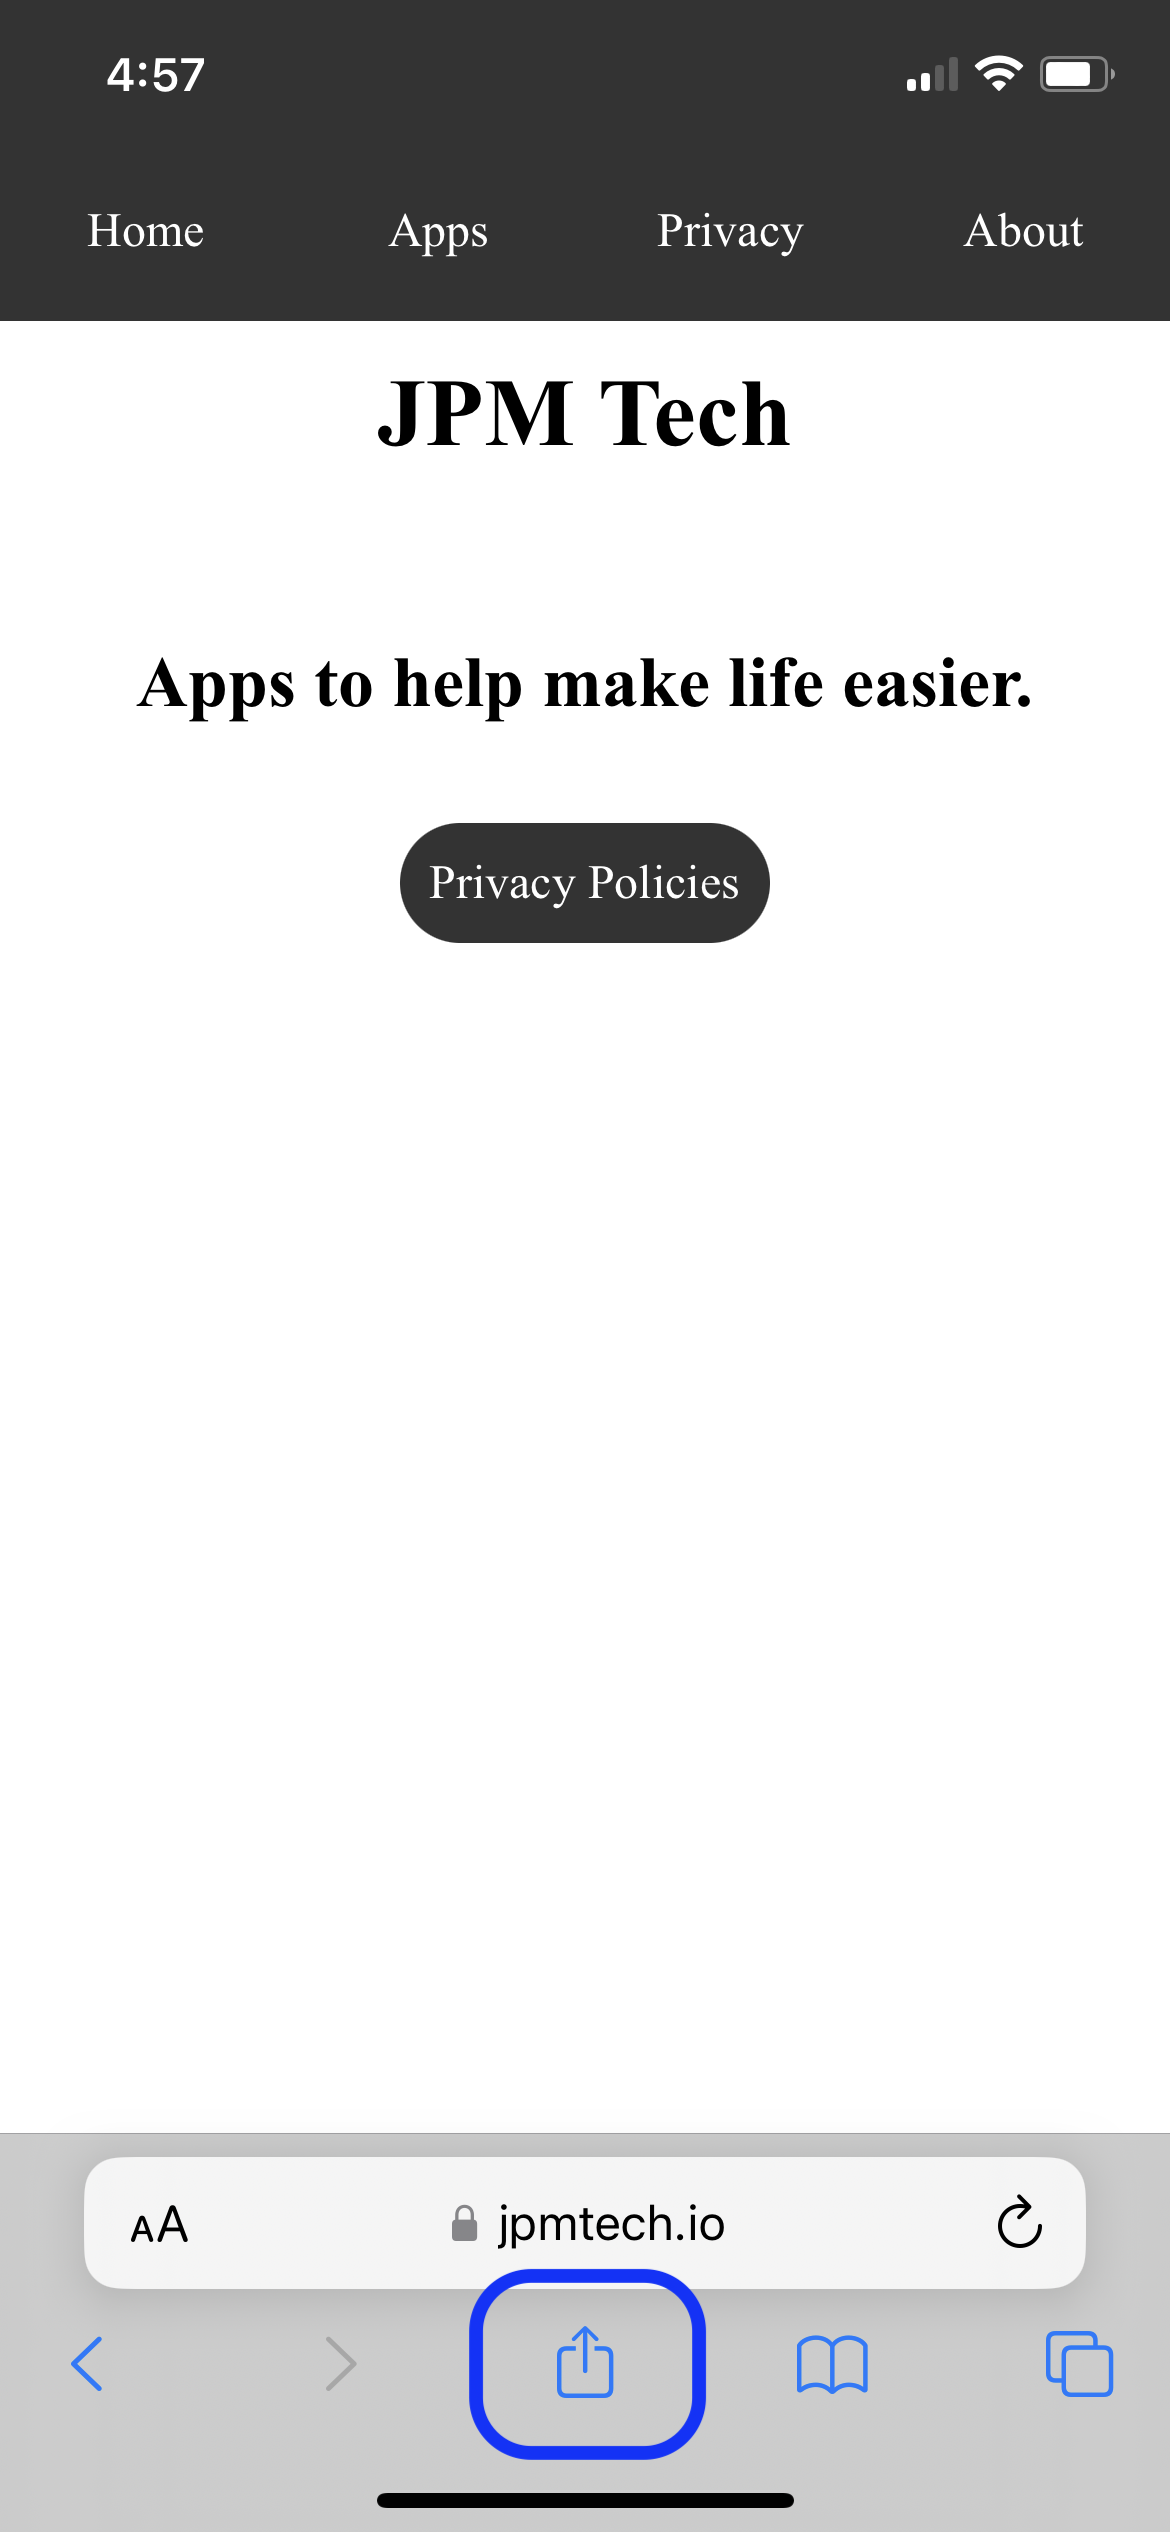 4:57
Home Apps Privacy About
JPM Tech
Apps to help make life easier.
Privacy Policies
AA jpmtech.io